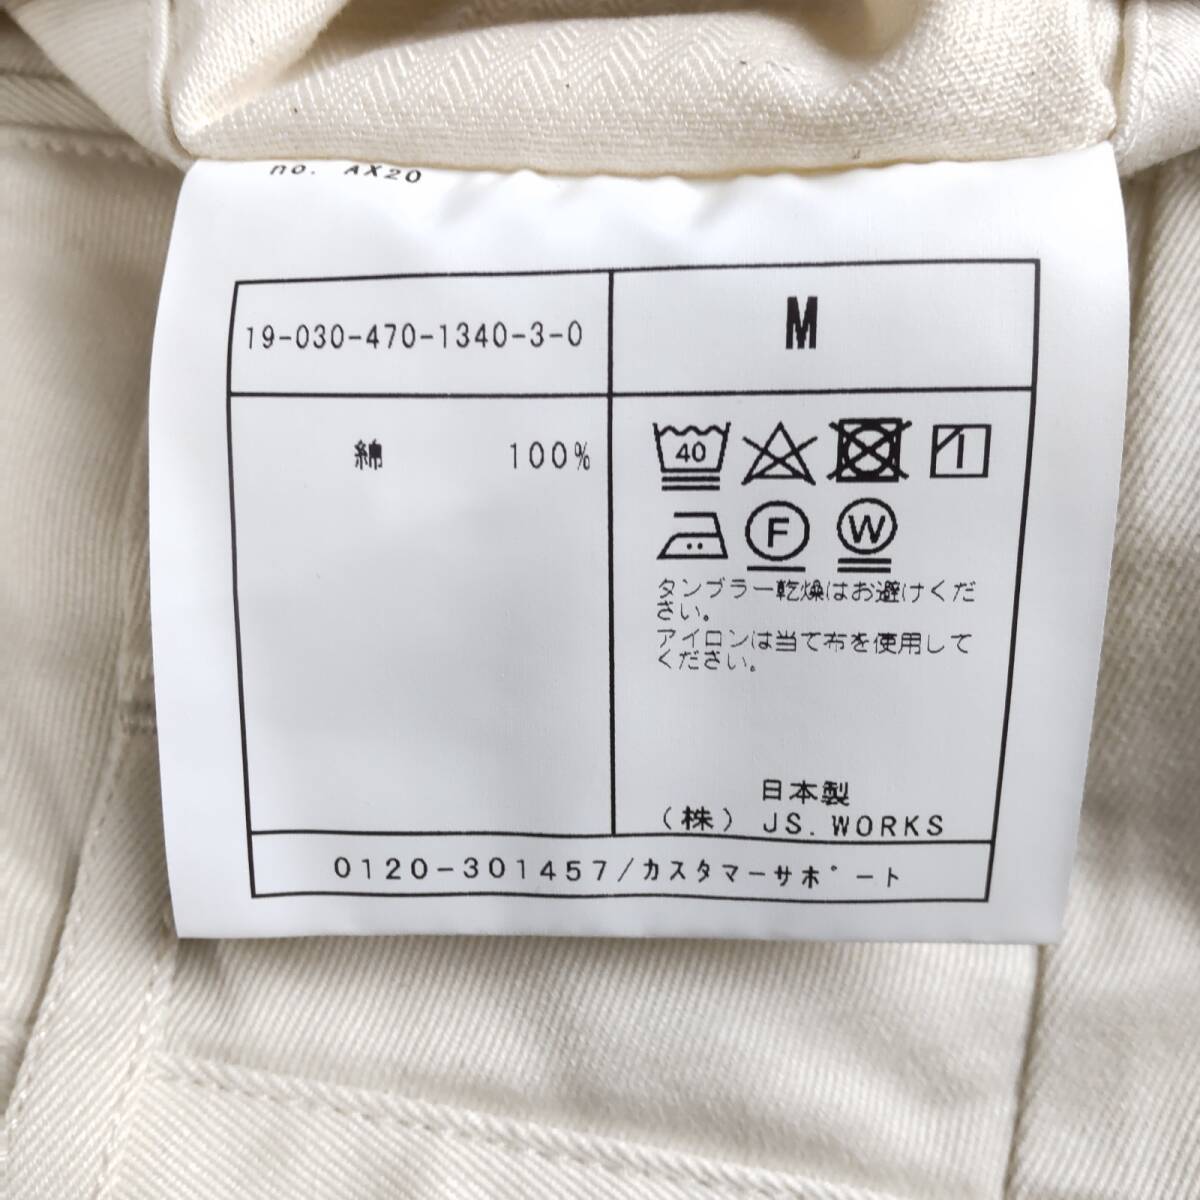 no. AX20
19-030-470-1340-3-0
M
綿 100%
40
F W
タンブラー乾燥はお避けくだ
さい。
アイロンは当て布を使用して
ください。
日本製
(株) JS. WORKS
0120-301457/カスタマーサポート